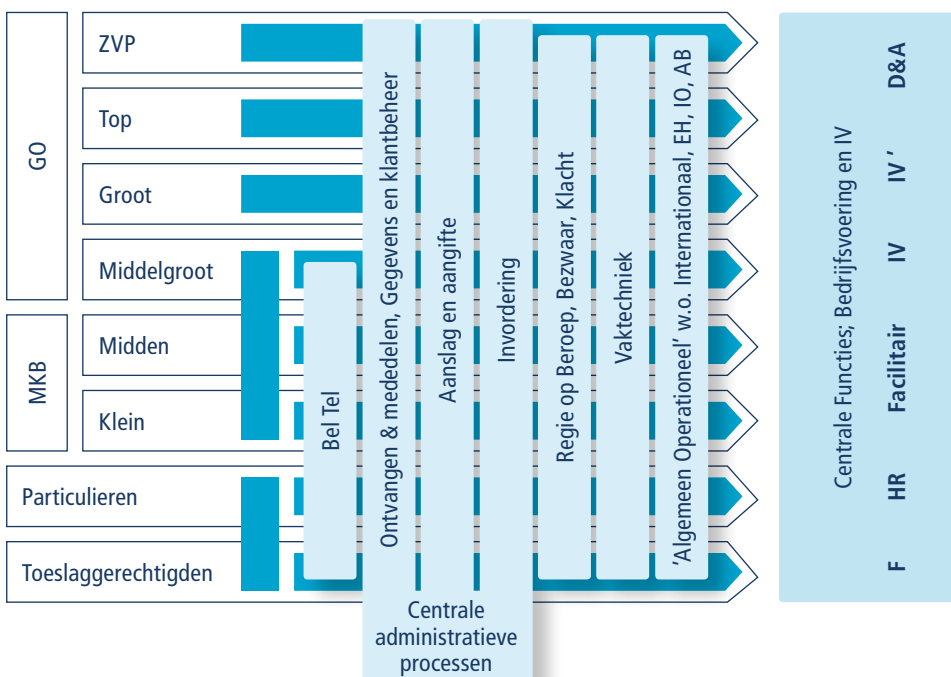 GO
ZVP
Top
Groot
Middelgroot
MKB
Midden
Klein
Particulieren
Toeslaggerechtigden
Bel Tel
Ontvangen & mededelen, Gegevens en klantbeheer
Aanslag en aangifte
Invordering
Regie op Beroep, Bezwaar, Klacht
Vaktechniek
'Algemeen Operationeel' w.o. Internationaal, EH, IO, AB
Centrale
administratieve
processen
Centrale Functies; Bedrijfsvoering en IV
F
HR
Facilitair
IV
IV '
D&A